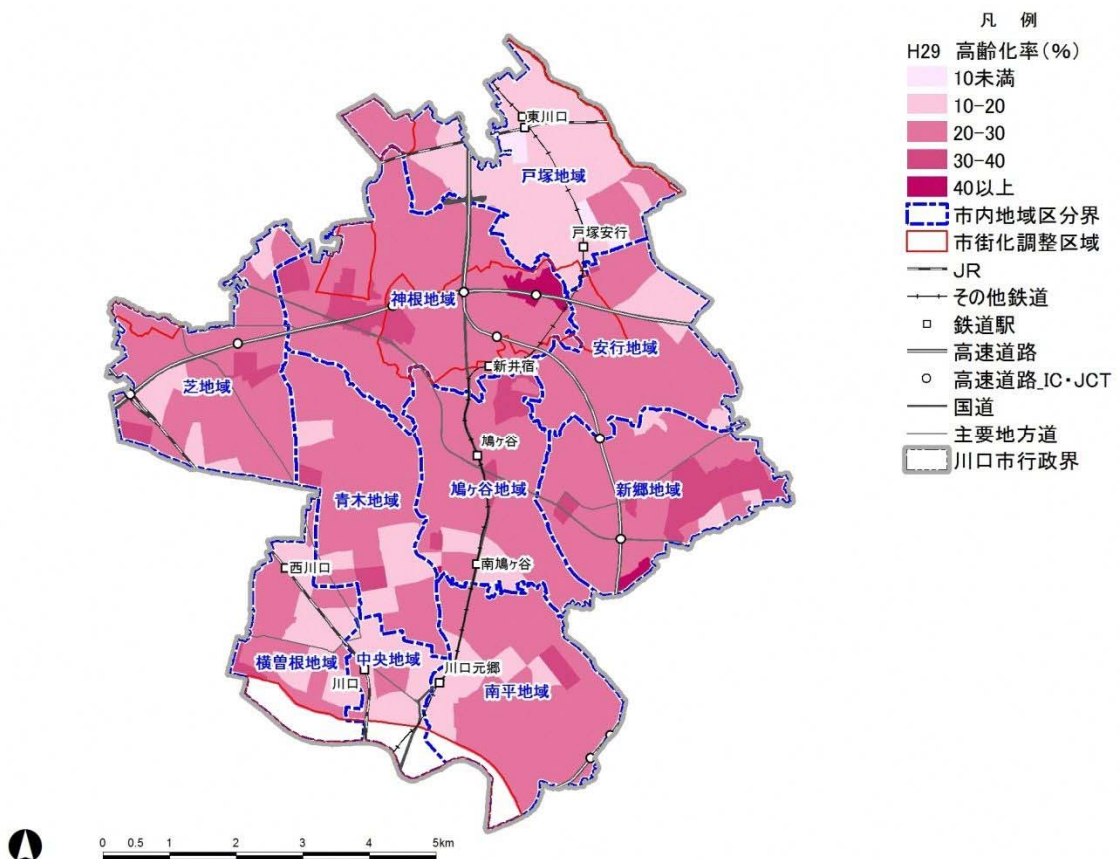 凡 例
H29 高齢化率(%)
10未満
10-20
20-30
30-40
40以上
市内地域区分界
市街化調整区域
JR
その他鉄道
鉄道駅
高速道路
高速道路_IC・JCT
国道
主要地方道
川口市行政界
東川口
戸塚地域
戸塚安行
神根地域
安行地域
新井宿
芝地域
鳩ヶ谷
青木地域
鳩ヶ谷地域
新郷地域
西川口
南鳩ヶ谷
横曽根地域
中央地域
川口
川口元郷
南平地域
0 0.5 1 2 3 4 5km